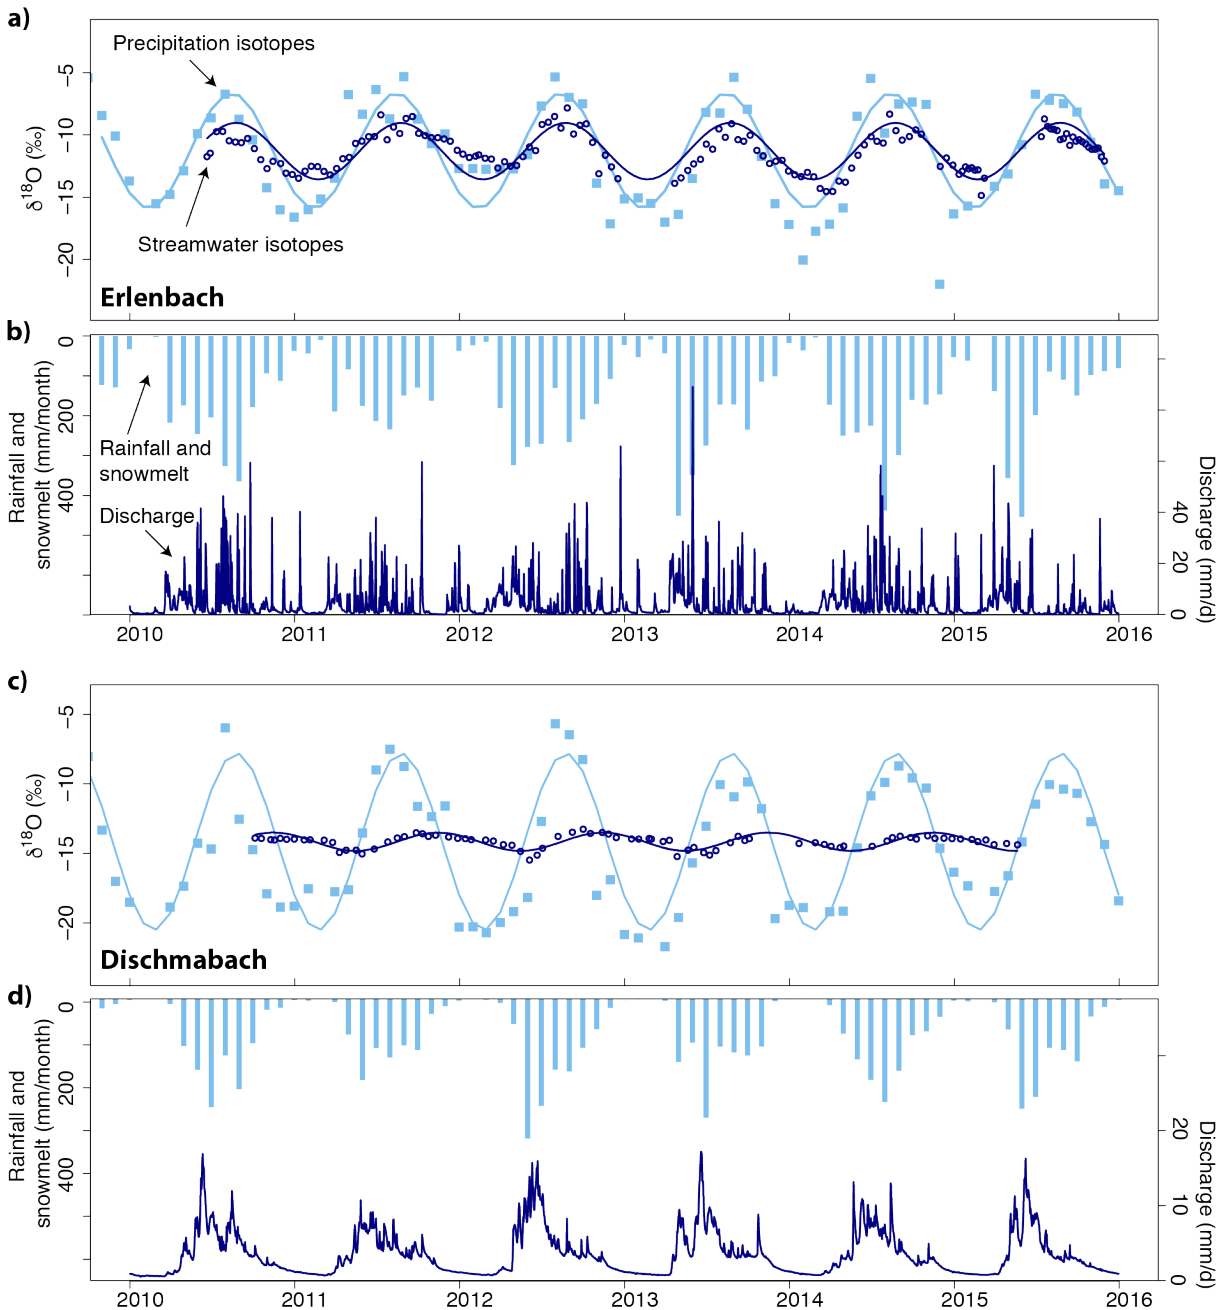 a)
Precipitation isotopes
−5
−10
−15
−20
δ18O (‰)
Streamwater isotopes
Erlenbach
b)
0
200
400
Rainfall and
snowmelt (mm/month)
Rainfall and
snowmelt
Discharge
40
20
0
Discharge (mm/d)
2010 2011 2012 2013 2014 2015 2016
c)
−5
−10
−15
−20
δ18O (‰)
Dischmabach
d)
0
200
400
Rainfall and
snowmelt (mm/month)
20
10
0
Discharge (mm/d)
2010 2011 2012 2013 2014 2015 2016